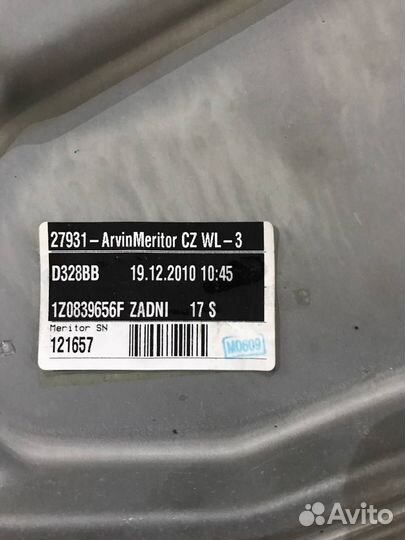 27931-ArvinMeritor CZ WL-3
D328BB 19.12.2010 10:45
1Z0839656F ZADNI 17 S
Meritor SN
121657
M0609
Avito